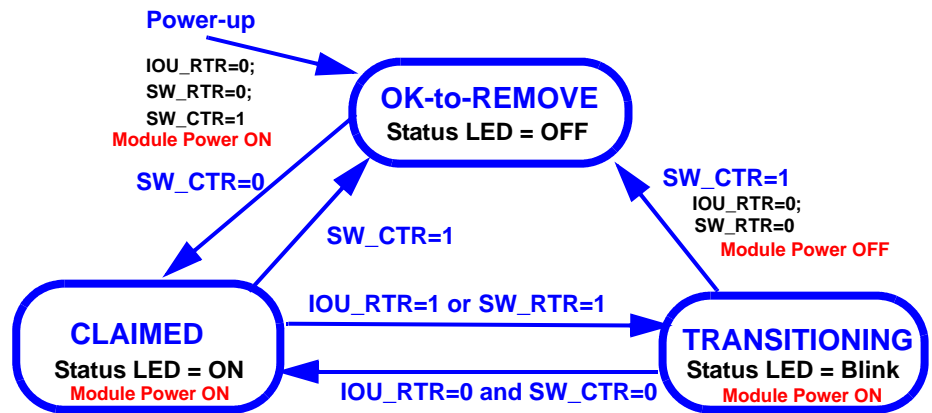 Power-up
IOU_RTR=0;
SW_RTR=0;
SW_CTR=1
Module Power ON
OK-to-REMOVE
Status LED = OFF
SW_CTR=0
SW_CTR=1
SW_CTR=1
IOU_RTR=0;
SW_RTR=0
Module Power OFF
IOU_RTR=1 or SW_RTR=1
CLAIMED
Status LED = ON
Module Power ON
TRANSITIONING
Status LED = Blink
Module Power ON
IOU_RTR=0 and SW_CTR=0